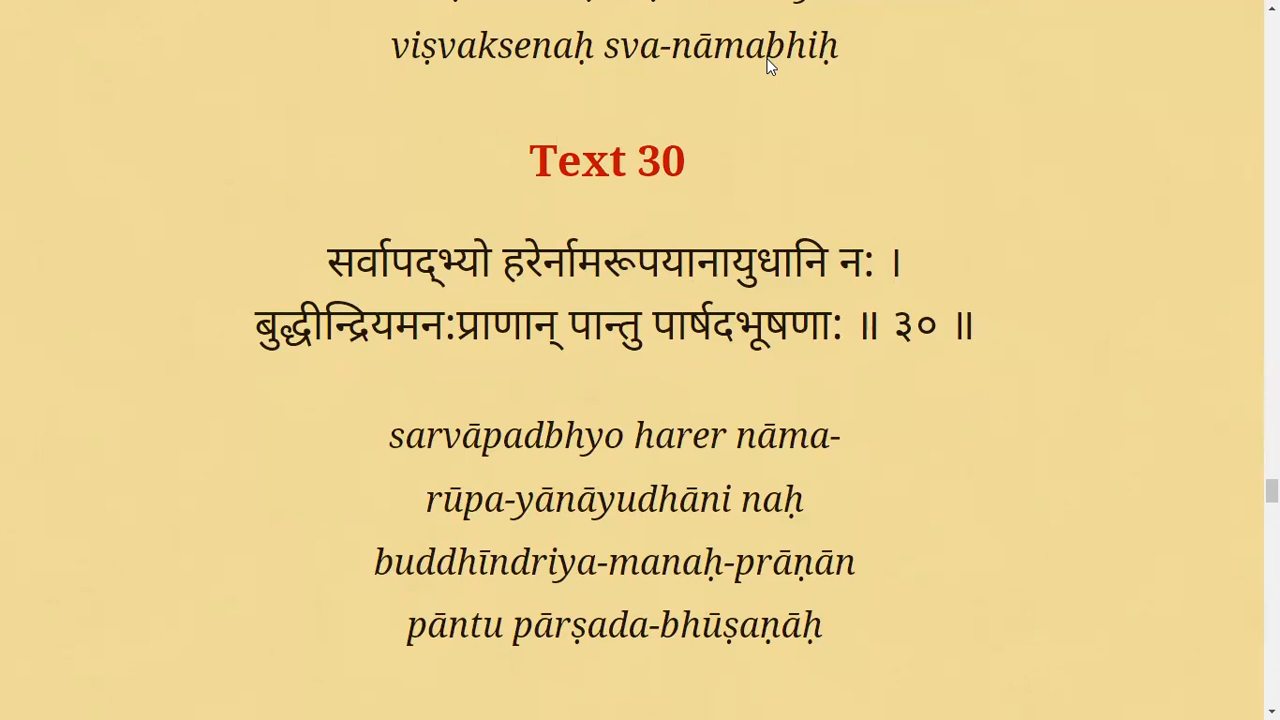 viṣvaksenaḥ sva-nāmabhiḥ
Text 30
सर्वापद्‍भ्यो हरेर्नामरूपयानायुधानि न: ।
बुद्धीन्द्रियमन:प्राणान् पान्तु पार्षदभूषणा: ॥ ३० ॥
sarvāpadbhyo harer nāma-
rūpa-yānāyudhāni naḥ
buddhīndriya-manaḥ-prāṇān
pāntu pārṣada-bhūṣaṇāḥ